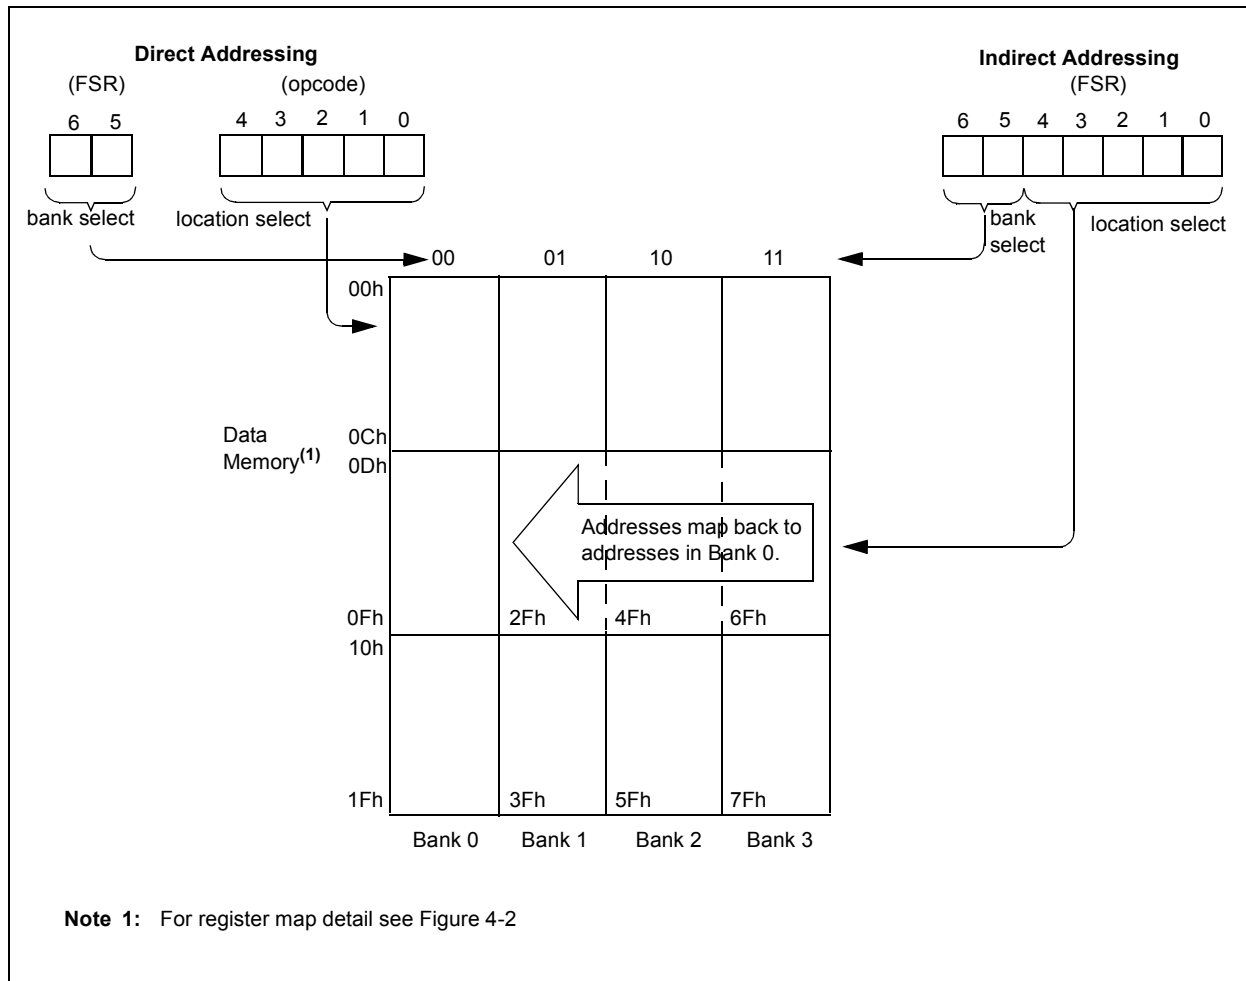 Direct Addressing
(FSR) (opcode)
6 5 4 3 2 1 0
bank select location select
Indirect Addressing
(FSR)
6 5 4 3 2 1 0
bank
select
location select
00 01 10 11
00h
Data
Memory(1)
0Ch
0Dh
Addresses map back to
addresses in Bank 0.
0Fh 2Fh 4Fh 6Fh
10h
1Fh 3Fh 5Fh 7Fh
Bank 0 Bank 1 Bank 2 Bank 3
Note 1: For register map detail see Figure 4-2